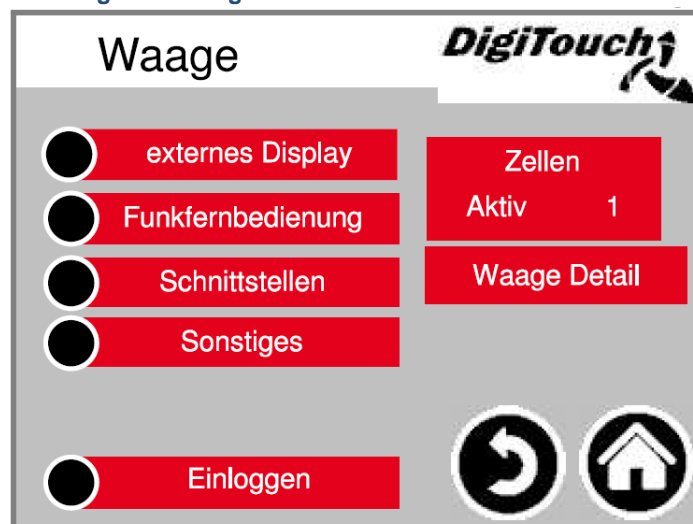 Waage
DigiTouch
externes Display
Funkfernbedienung
Schnittstellen
Sonstiges
Einloggen
Zellen
Aktiv 1
Waage Detail